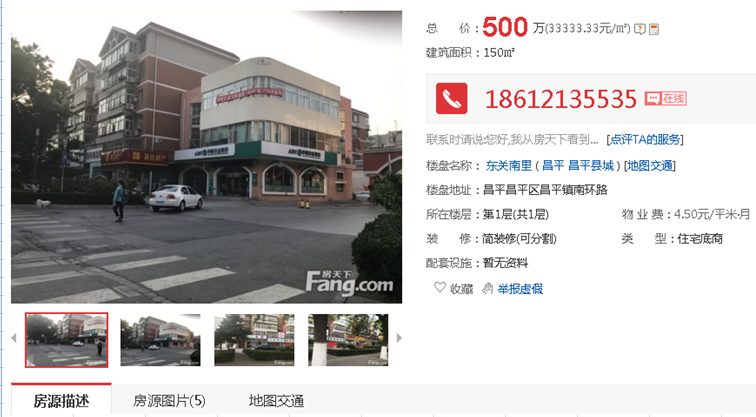 总 价：500 万(33333.33元/㎡)
建筑面积：150㎡
18612135535 在线
联系时请说:您好,我从房天下看到... [点评TA的服务]
楼盘名称：东关南里 ( 昌平 昌平县城 ) [地图交通]
楼盘地址：昌平昌平区昌平镇南环路
所在楼层：第1层(共1层) 物 业 费：4.50元/平米·月
装 修：简装修(可分割) 类 型：住宅底商
配套设施：暂无资料
收藏 举报虚假
房天下
Fang.com
房源描述 房源图片(5) 地图交通